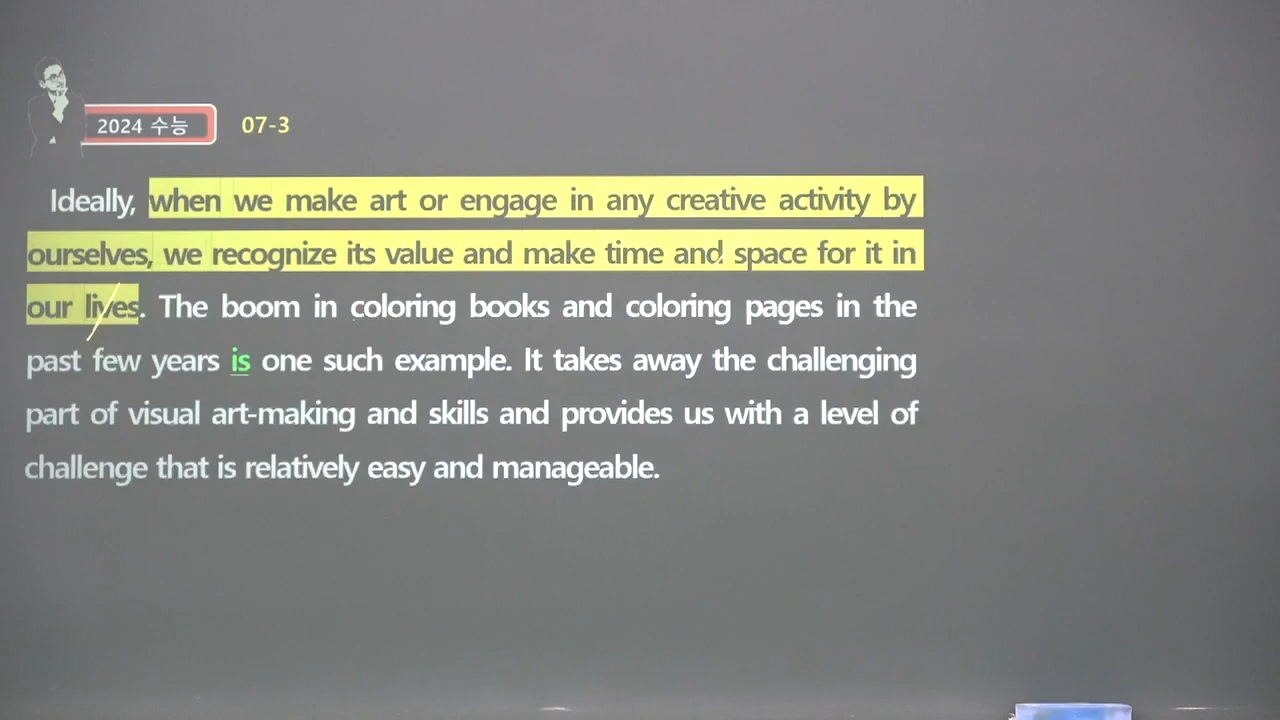 2024 수능 07-3
Ideally, when we make art or engage in any creative activity by
ourselves, we recognize its value and make time and space for it in
our lives. The boom in coloring books and coloring pages in the
past few years is one such example. It takes away the challenging
part of visual art-making and skills and provides us with a level of
challenge that is relatively easy and manageable.